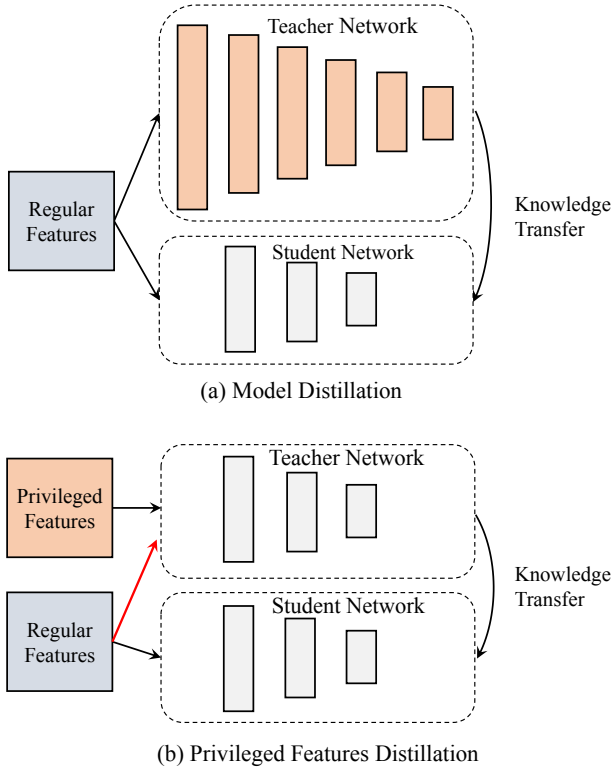 Teacher Network
Regular
Features
Knowledge
Transfer
Student Network
(a) Model Distillation
Teacher Network
Privileged
Features
Knowledge
Transfer
Student Network
Regular
Features
(b) Privileged Features Distillation